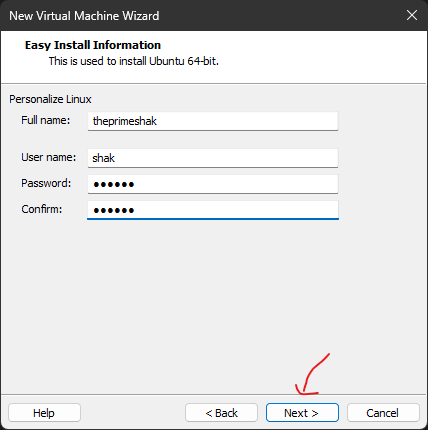 New Virtual Machine Wizard
Easy Install Information
This is used to install Ubuntu 64-bit.
Personalize Linux
Full name: theprimeshak
User name: shak
Password: ●●●●●●
Confirm: ●●●●●●
Help < Back Next > Cancel